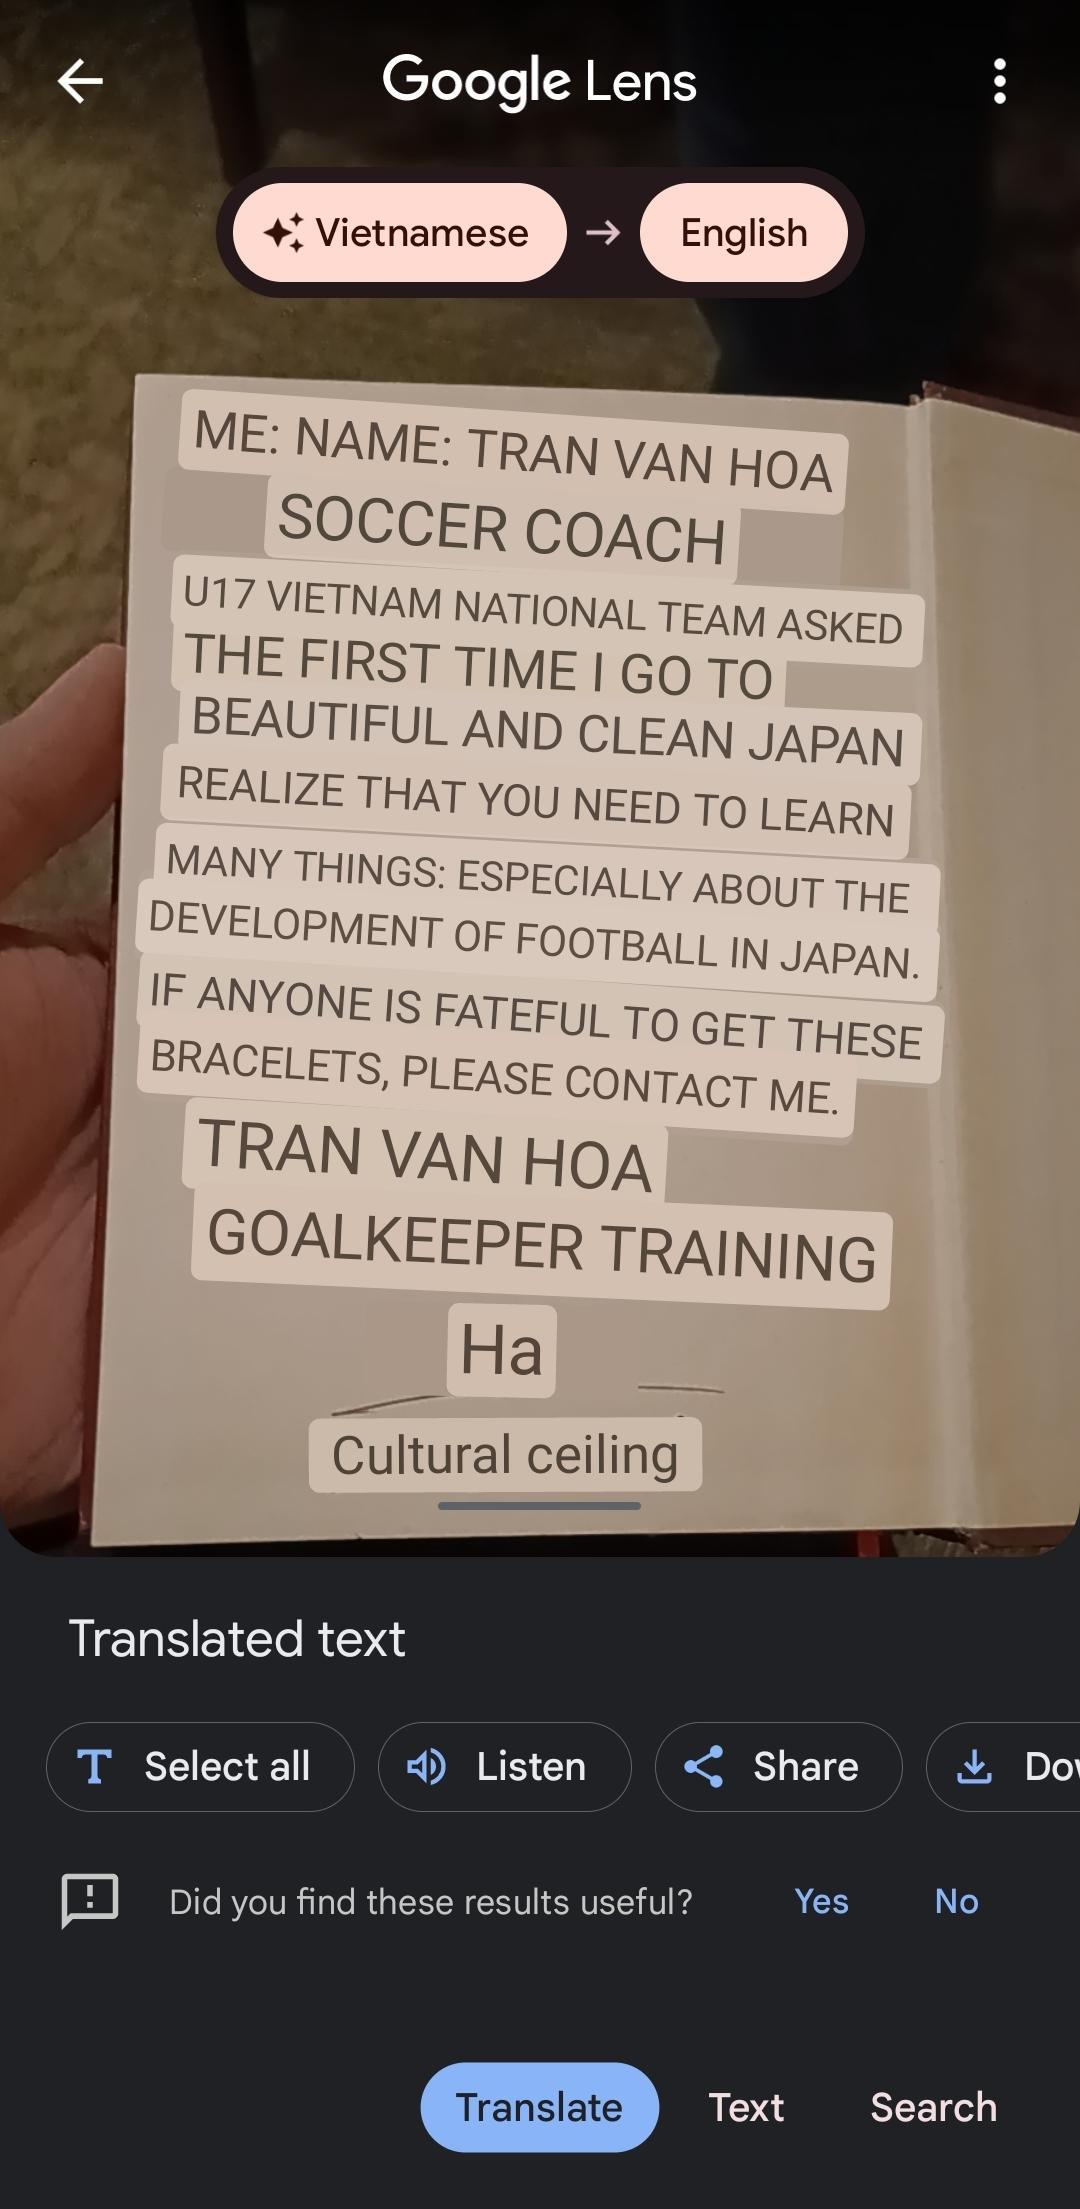 Google Lens
Vietnamese → English
ME: NAME: TRAN VAN HOA
SOCCER COACH
U17 VIETNAM NATIONAL TEAM ASKED
THE FIRST TIME I GO TO
BEAUTIFUL AND CLEAN JAPAN
REALIZE THAT YOU NEED TO LEARN
MANY THINGS: ESPECIALLY ABOUT THE
DEVELOPMENT OF FOOTBALL IN JAPAN.
IF ANYONE IS FATEFUL TO GET THESE
BRACELETS, PLEASE CONTACT ME.
TRAN VAN HOA
GOALKEEPER TRAINING
Ha
Cultural ceiling
Translated text
Select all
Listen
Share
Did you find these results useful?
Yes
No
Translate
Text
Search